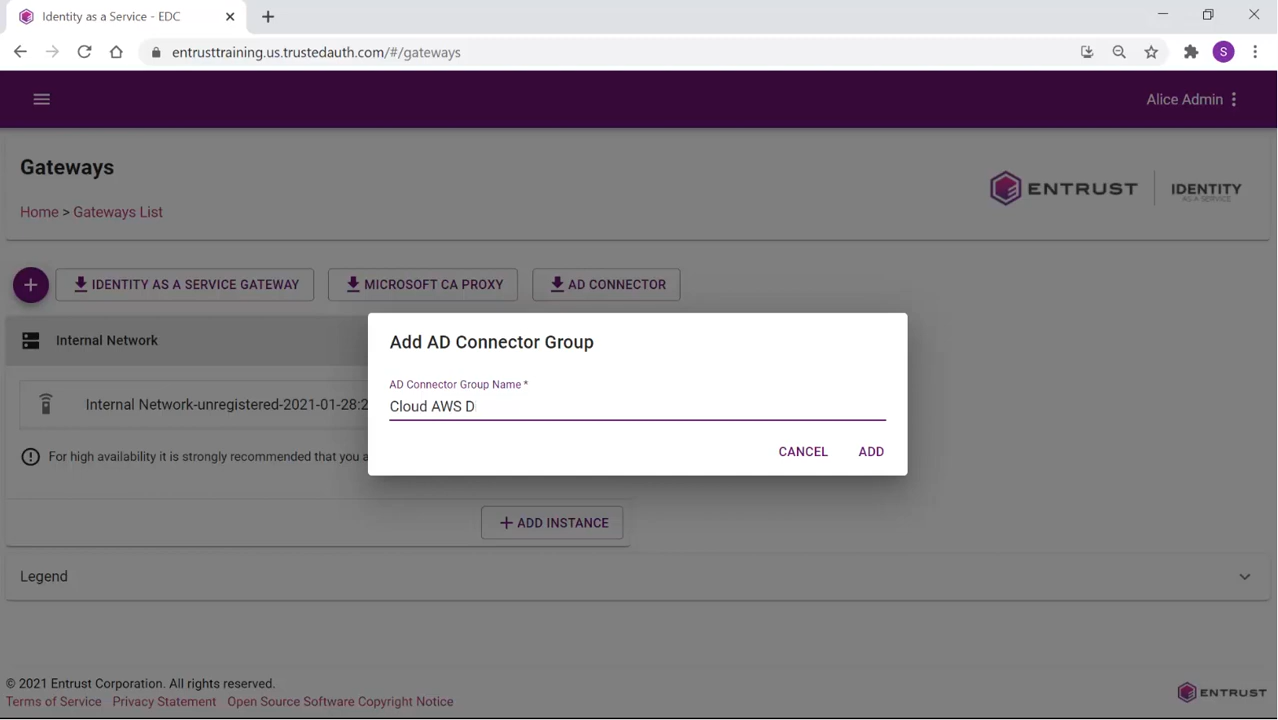 Identity as a Service - EDC
entrusttraining.us.trustedauth.com/#/gateways
S
Alice Admin
Gateways
Home > Gateways List
ENTRUST
IDENTITY
AS A SERVICE
IDENTITY AS A SERVICE GATEWAY
MICROSOFT CA PROXY
AD CONNECTOR
Internal Network
Internal Network-unregistered-2021-01-28:2
For high availability it is strongly recommended that you a
Add AD Connector Group
AD Connector Group Name *
Cloud AWS D
CANCEL
ADD
ADD INSTANCE
Legend
© 2021 Entrust Corporation. All rights reserved.
Terms of Service Privacy Statement Open Source Software Copyright Notice
ENTRUST